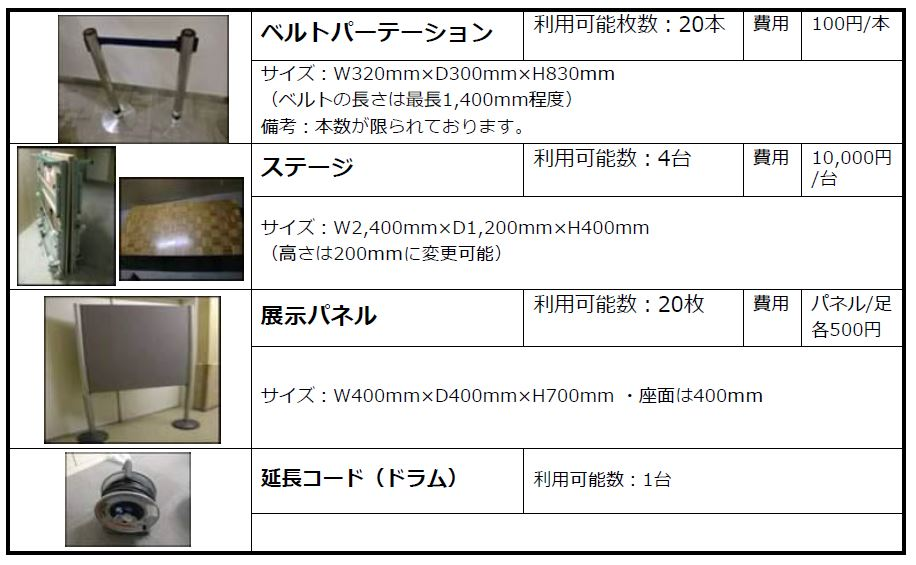 ベルトパーテーション
利用可能枚数：20本
費用
100円/本
サイズ：W320mm×D300mm×H830mm
（ベルトの長さは最長1,400mm程度）
備考：本数が限られております。
ステージ
利用可能数：4台
費用
10,000円
/台
サイズ：W2,400mm×D1,200mm×H400mm
（高さは200mmに変更可能）
展示パネル
利用可能数：20枚
費用
パネル/足
各500円
サイズ：W400mm×D400mm×H700mm ・座面は400mm
延長コード（ドラム）
利用可能数：1台